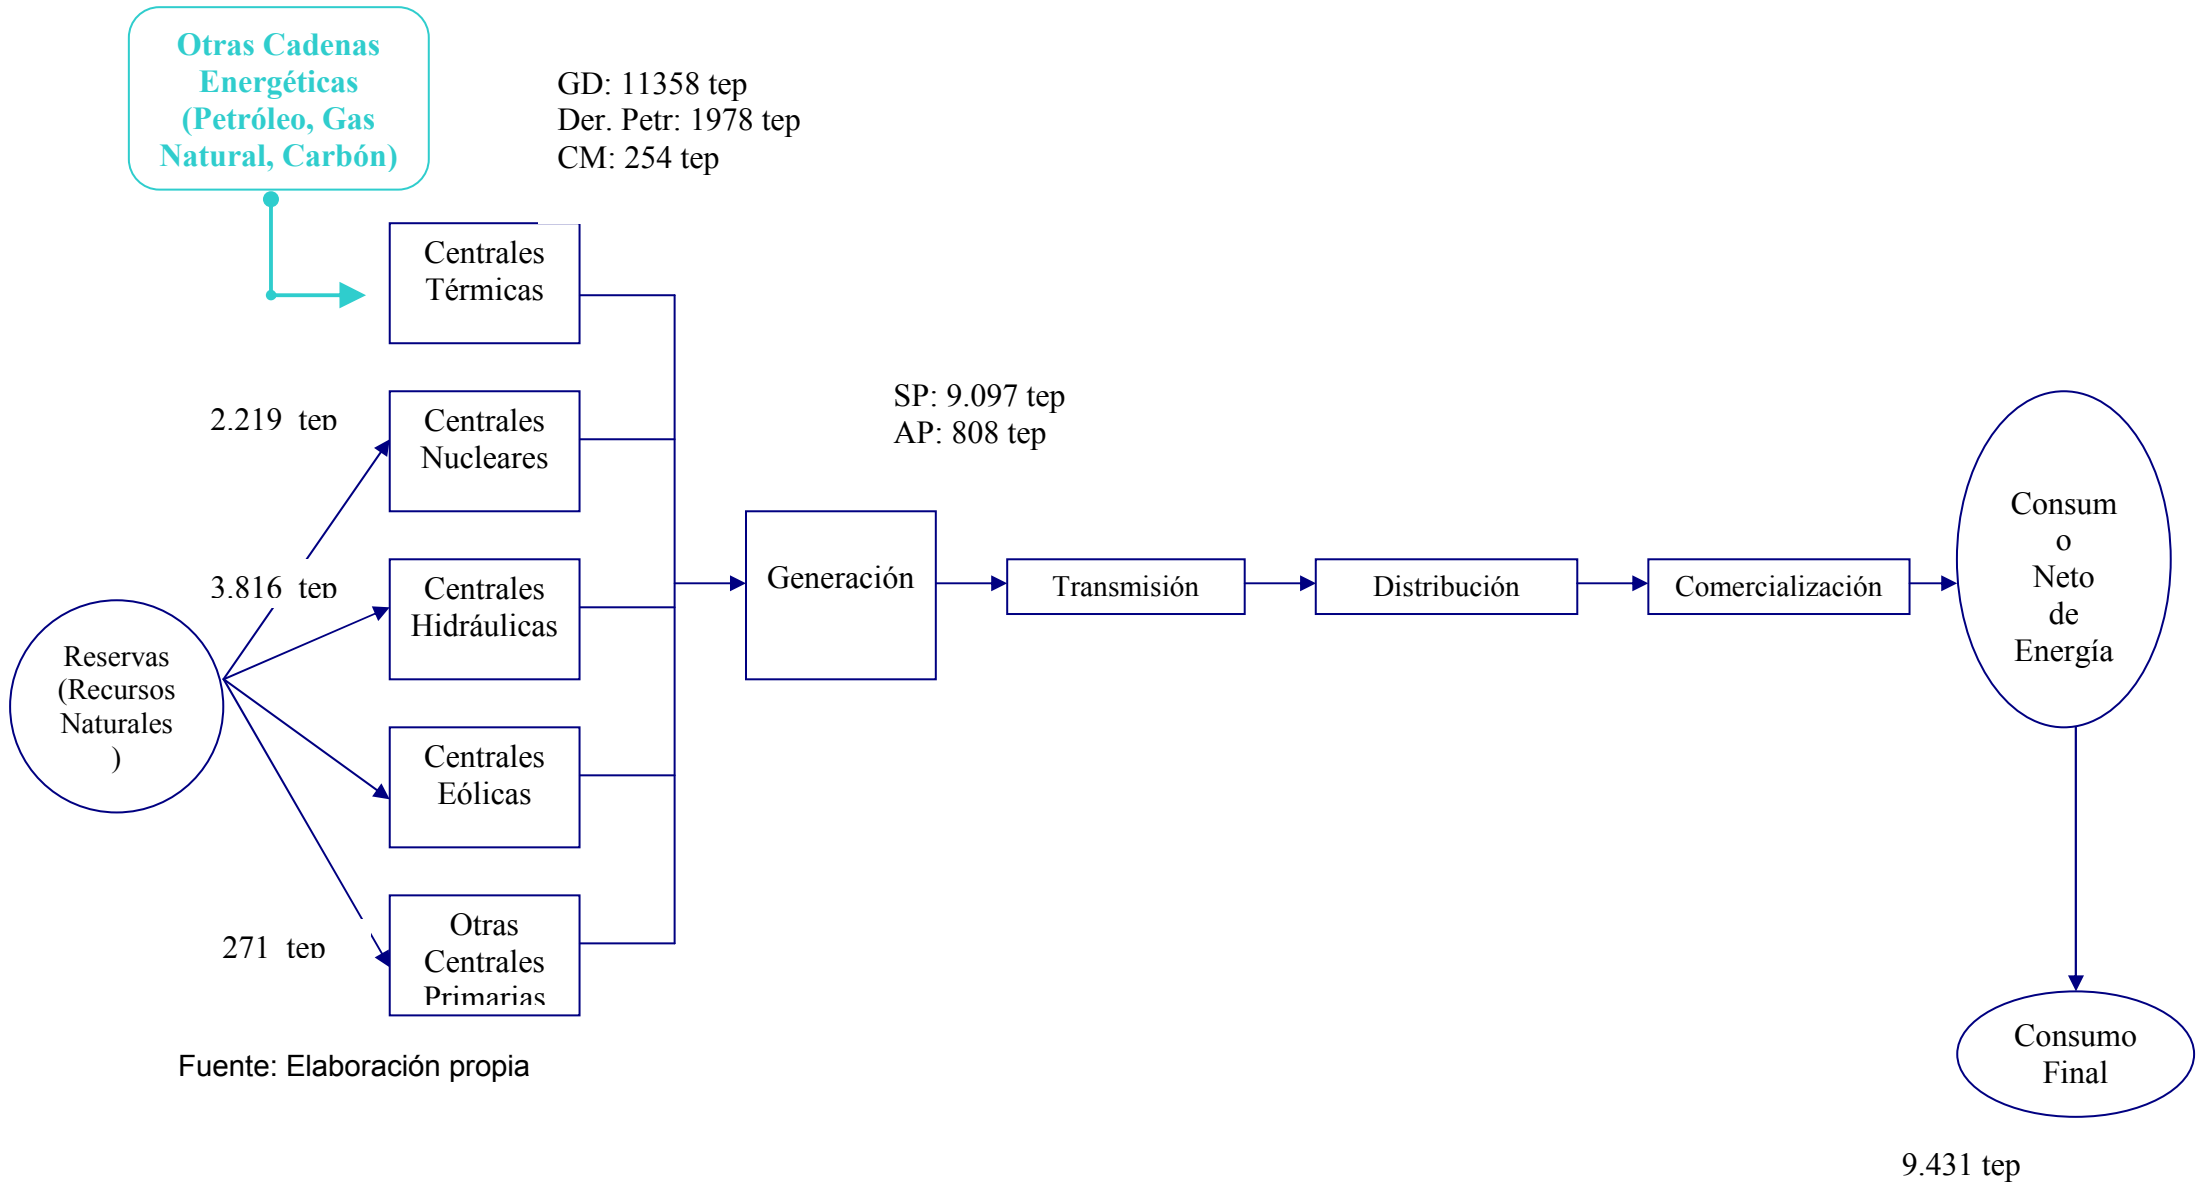 Otras Cadenas
Energéticas
(Petróleo, Gas
Natural, Carbón)
GD: 11358 tep
Der. Petr: 1978 tep
CM: 254 tep
Centrales
Térmicas
2.219 tep
Centrales
Nucleares
SP: 9.097 tep
AP: 808 tep
3.816 tep
Centrales
Hidráulicas
Generación
Transmisión
Distribución
Comercialización
Consum
o
Neto
de
Energía
Reservas
(Recursos
Naturales
)
Centrales
Eólicas
271 tep
Otras
Centrales
Primarias
Fuente: Elaboración propia
Consumo
Final
9.431 tep